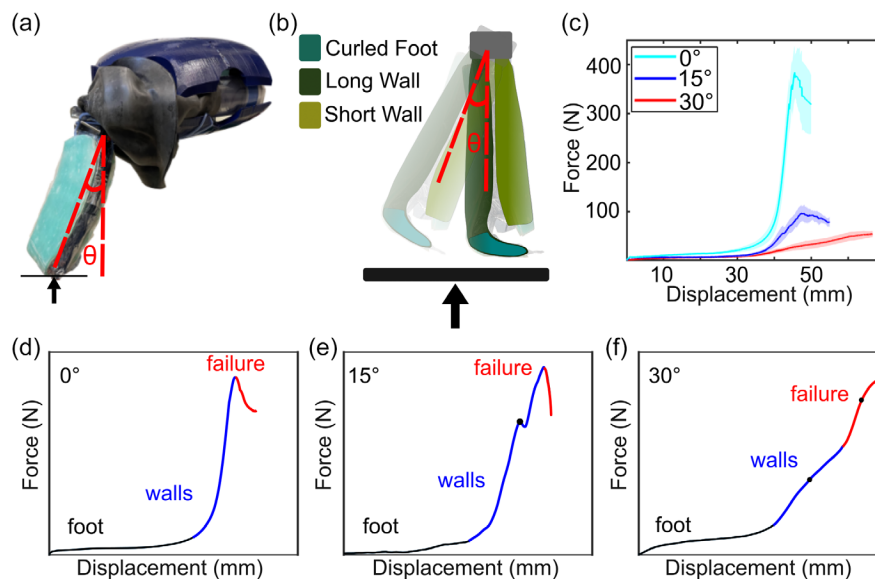 (a)
θ
(b)
Curled Foot
Long Wall
Short Wall
θ
(c)
Force (N)
400
300
200
100
0°
15°
30°
10
30
50
Displacement (mm)
(d)
0°
failure
walls
foot
Force (N)
Displacement (mm)
(e)
15°
failure
walls
foot
Force (N)
Displacement (mm)
(f)
30°
failure
walls
foot
Force (N)
Displacement (mm)